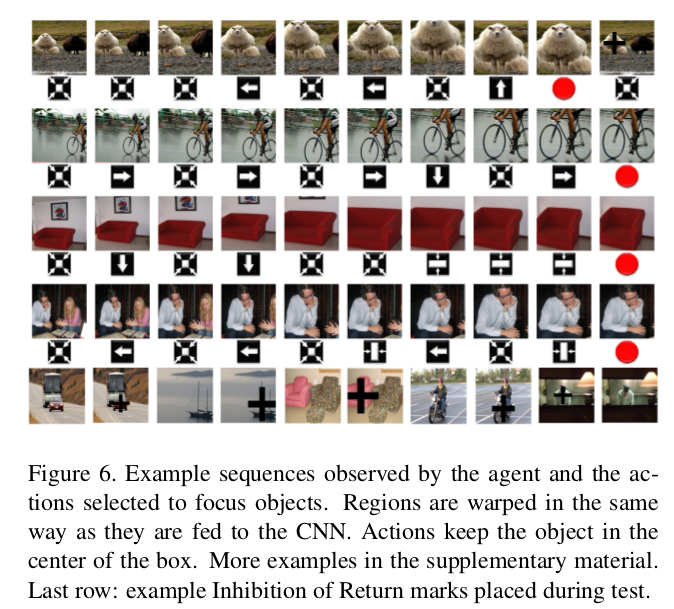 Figure 6. Example sequences observed by the agent and the ac-
tions selected to focus objects. Regions are warped in the same
way as they are fed to the CNN. Actions keep the object in the
center of the box. More examples in the supplementary material.
Last row: example Inhibition of Return marks placed during test.